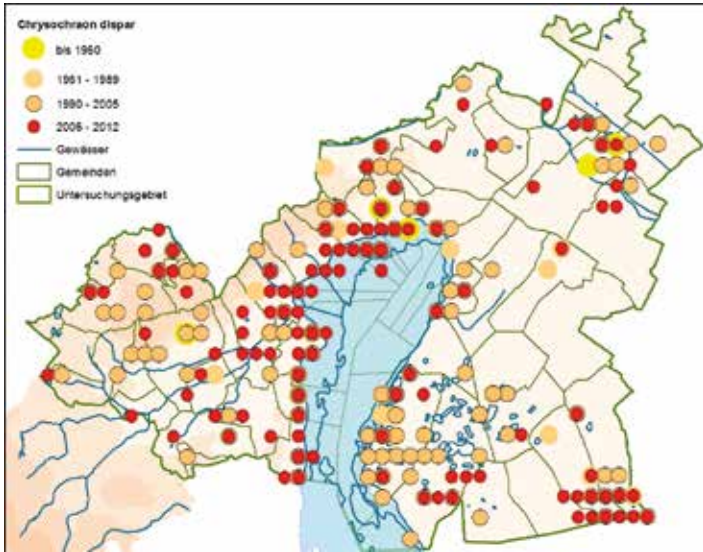 Chrysochraon dispar
bis 1960
1961 - 1989
1990 - 2005
2006 - 2012
Gewässer
Gemeinden
Untersuchungsgebiet